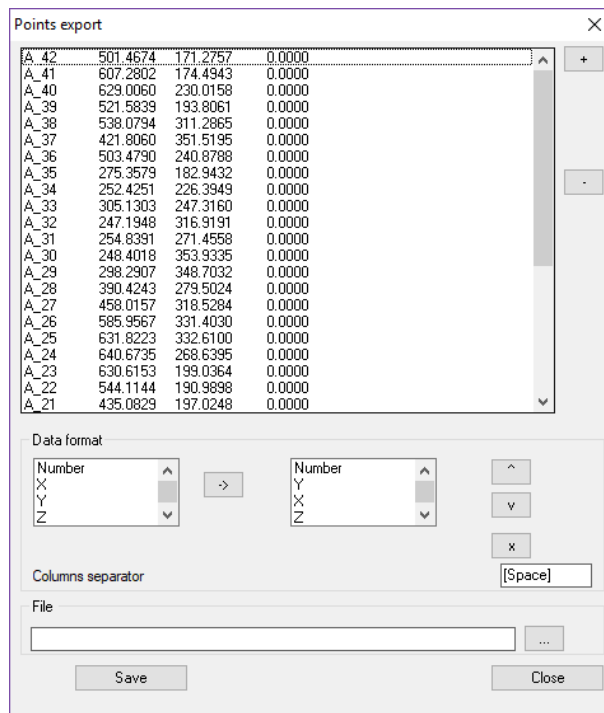 Points export
A_42 501.4674 171.2757 0.0000
A_41 607.2802 174.4943 0.0000
A_40 629.0060 230.0158 0.0000
A_39 521.5839 193.8061 0.0000
A_38 538.0794 311.2865 0.0000
A_37 421.8060 351.5195 0.0000
A_36 503.4790 240.8788 0.0000
A_35 275.3579 182.9432 0.0000
A_34 252.4251 226.3949 0.0000
A_33 305.1303 247.3160 0.0000
A_32 247.1948 316.9191 0.0000
A_31 254.8391 271.4558 0.0000
A_30 248.4018 353.9335 0.0000
A_29 298.2907 348.7032 0.0000
A_28 390.4243 279.5024 0.0000
A_27 458.0157 318.5284 0.0000
A_26 585.9567 331.4030 0.0000
A_25 631.8223 332.6100 0.0000
A_24 640.6735 268.6395 0.0000
A_23 630.6153 199.0364 0.0000
A_22 544.1144 190.9898 0.0000
A_21 435.0829 197.0248 0.0000
+
-
Data format
Number
X
Y
Z
->
Number
Y
X
Z
^
v
x
Columns separator
[Space]
File
...
Save
Close